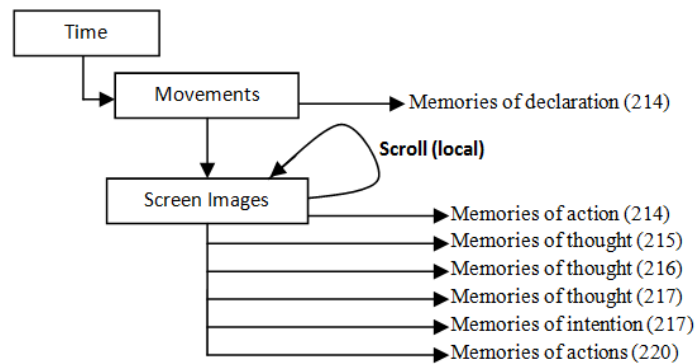 Time
Movements
Memories of declaration (214)
Scroll (local)
Screen Images
Memories of action (214)
Memories of thought (215)
Memories of thought (216)
Memories of thought (217)
Memories of intention (217)
Memories of actions (220)